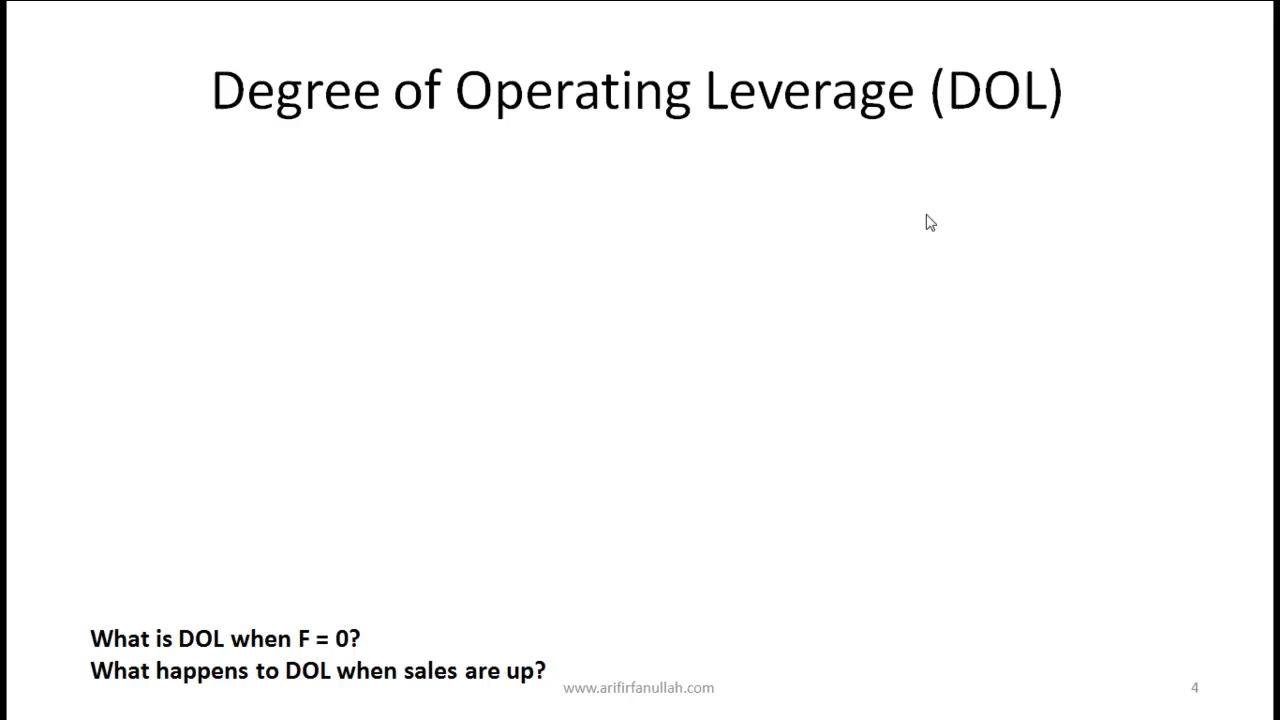 Degree of Operating Leverage (DOL)
What is DOL when F = 0?
What happens to DOL when sales are up?
www.arifirfanullah.com
4